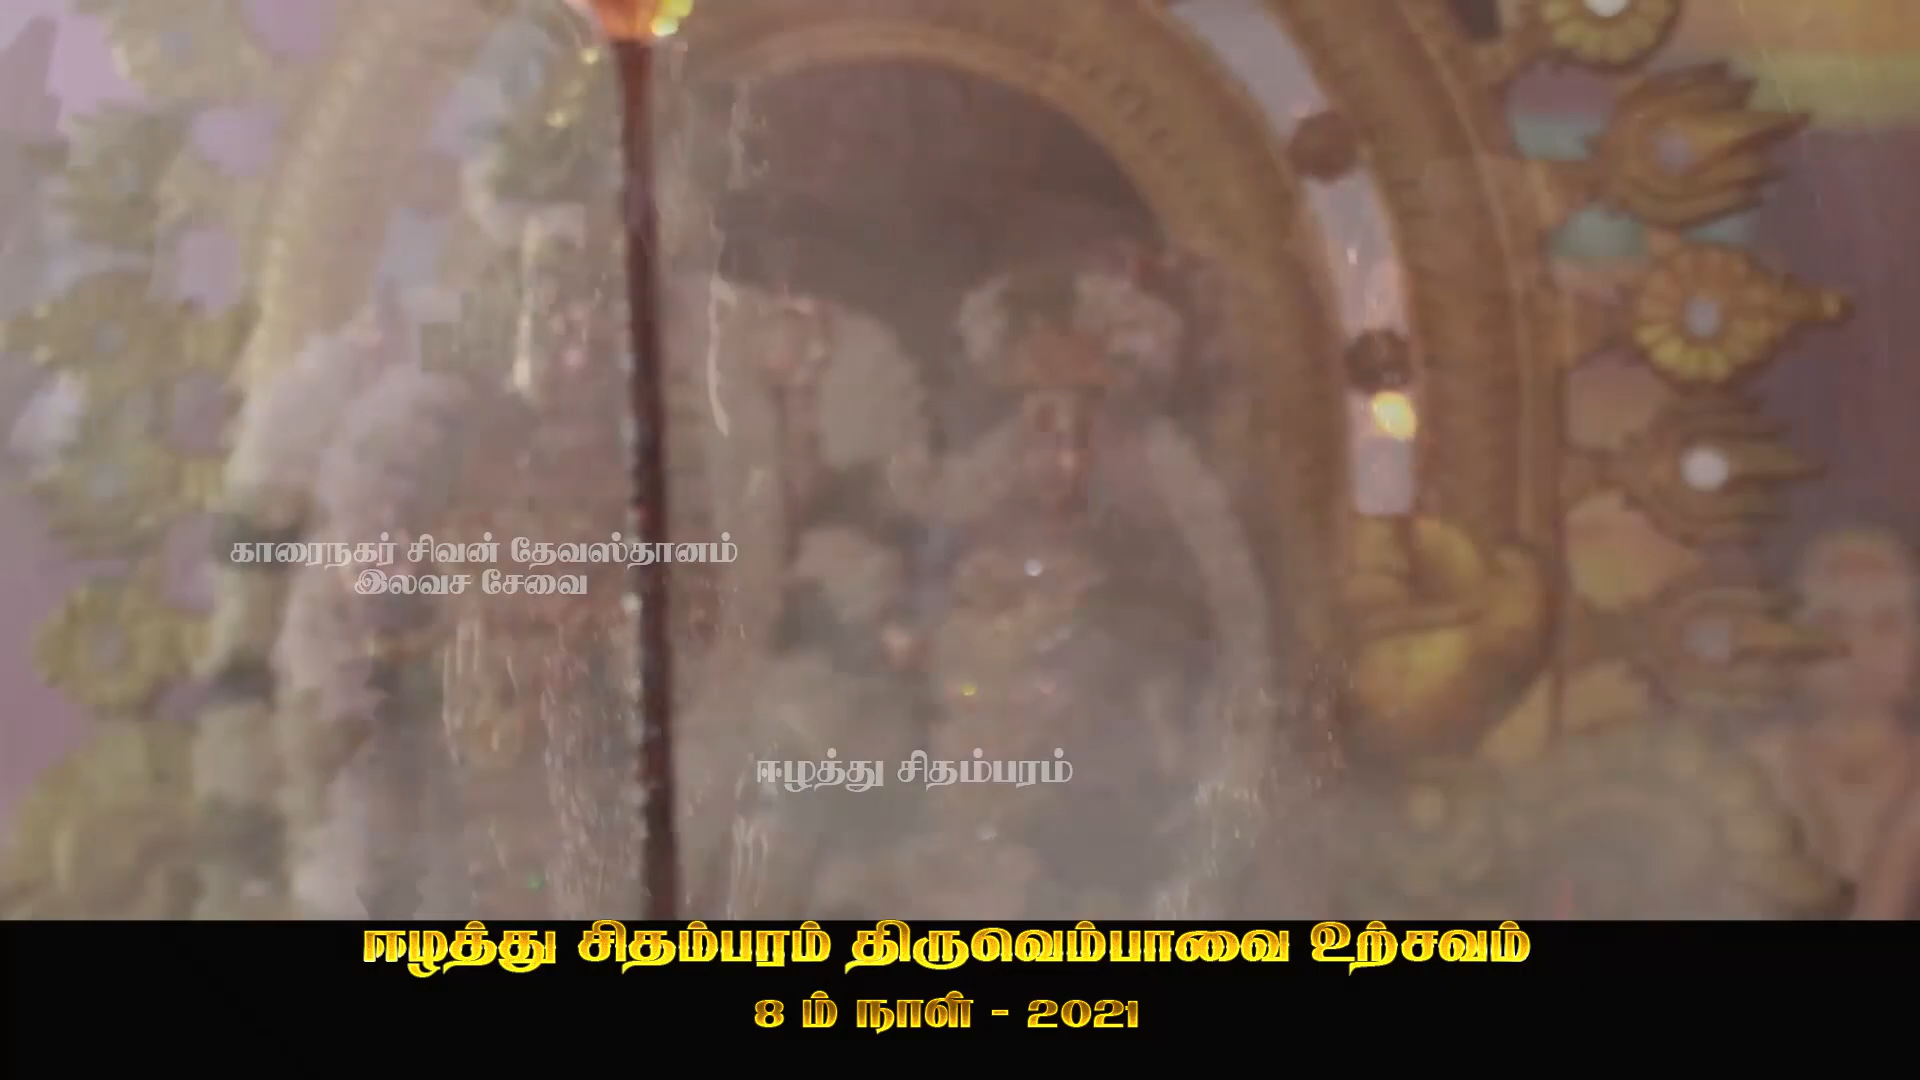 காரைநகர் சிவன் தேவஸ்தானம்
இலவச சேவை
ஈழத்து சிதம்பரம்
ஈழத்து சிதம்பரம் திருவெம்பாவை உற்சவம்
8 ம் நாள் - 2021